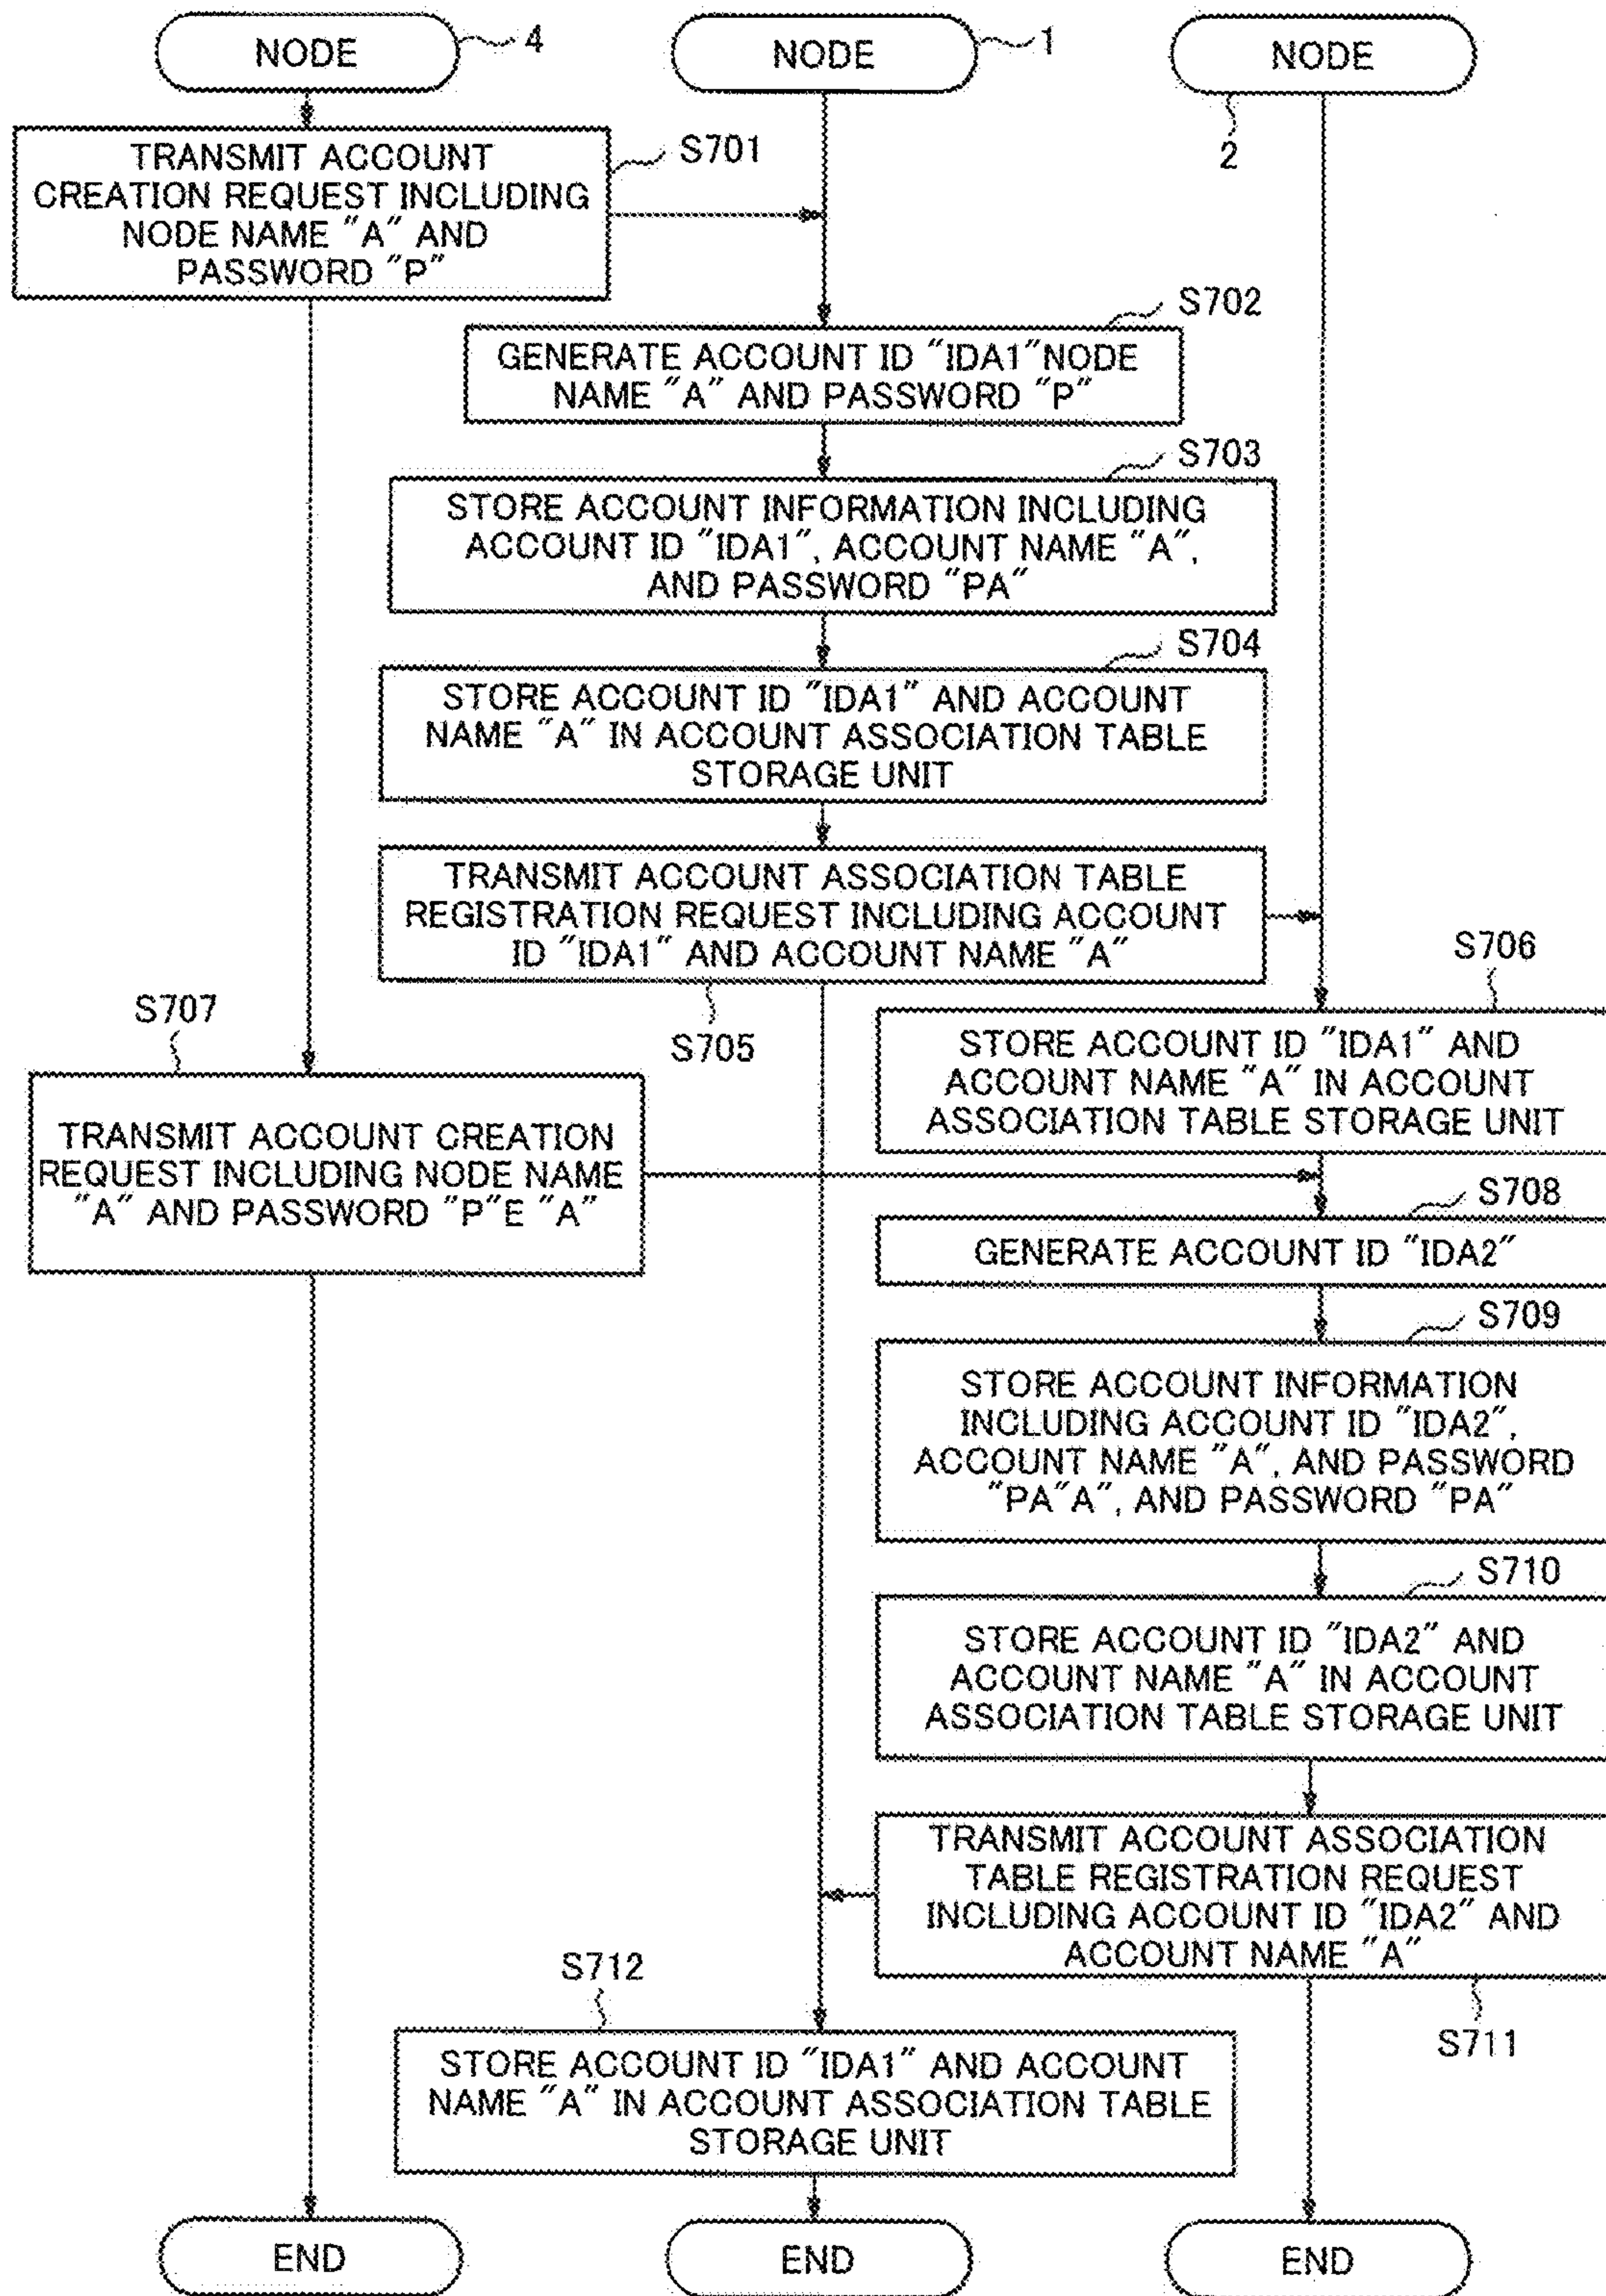 NODE
4
NODE
1
NODE
2
TRANSMIT ACCOUNT
CREATION REQUEST INCLUDING
NODE NAME "A" AND
PASSWORD "P"
S701
S702
GENERATE ACCOUNT ID "IDA1"NODE
NAME "A" AND PASSWORD "P"
S703
STORE ACCOUNT INFORMATION INCLUDING
ACCOUNT ID "IDA1", ACCOUNT NAME "A",
AND PASSWORD "PA"
S704
STORE ACCOUNT ID "IDA1" AND ACCOUNT
NAME "A" IN ACCOUNT ASSOCIATION TABLE
STORAGE UNIT
TRANSMIT ACCOUNT ASSOCIATION TABLE
REGISTRATION REQUEST INCLUDING ACCOUNT
ID "IDA1" AND ACCOUNT NAME "A"
S705
S706
STORE ACCOUNT ID "IDA1" AND
ACCOUNT NAME "A" IN ACCOUNT
ASSOCIATION TABLE STORAGE UNIT
S707
TRANSMIT ACCOUNT CREATION
REQUEST INCLUDING NODE NAME
"A" AND PASSWORD "P"E "A"
S708
GENERATE ACCOUNT ID "IDA2"
S709
STORE ACCOUNT INFORMATION
INCLUDING ACCOUNT ID "IDA2",
ACCOUNT NAME "A", AND PASSWORD
"PA"A", AND PASSWORD "PA"
S710
STORE ACCOUNT ID "IDA2" AND
ACCOUNT NAME "A" IN ACCOUNT
ASSOCIATION TABLE STORAGE UNIT
TRANSMIT ACCOUNT ASSOCIATION
TABLE REGISTRATION REQUEST
INCLUDING ACCOUNT ID "IDA2" AND
ACCOUNT NAME "A"
S711
S712
STORE ACCOUNT ID "IDA1" AND ACCOUNT
NAME "A" IN ACCOUNT ASSOCIATION TABLE
STORAGE UNIT
END
END
END